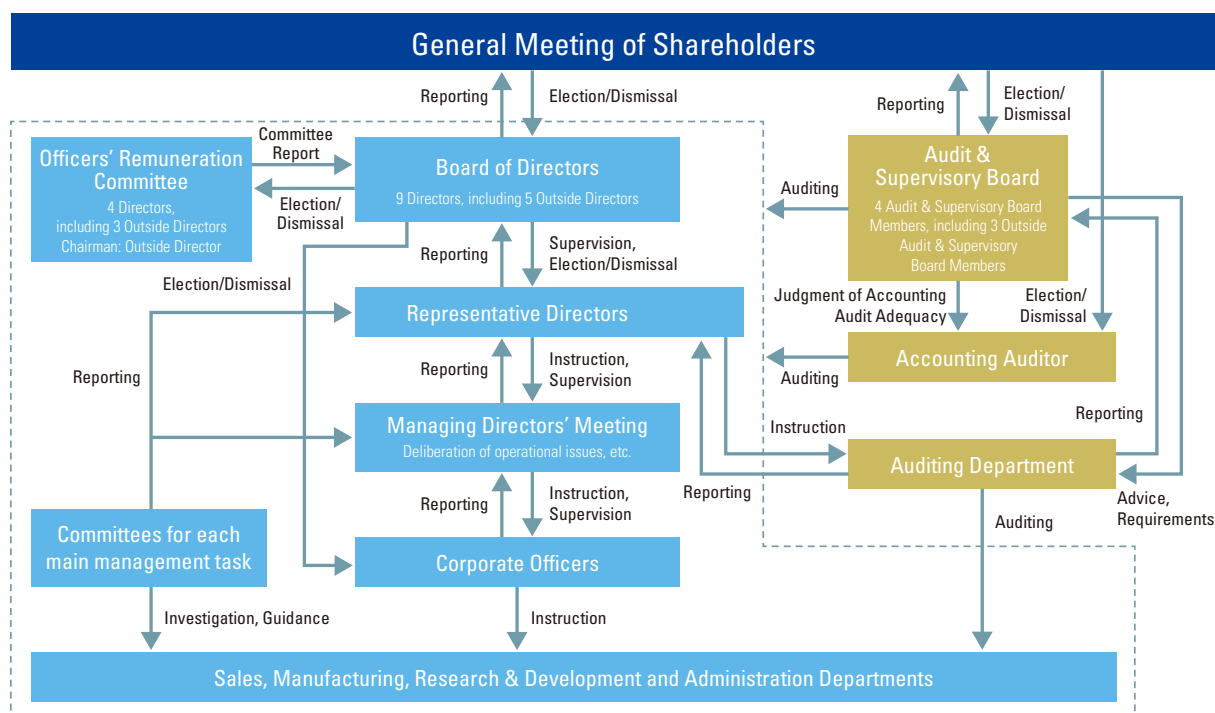 General Meeting of Shareholders
Reporting
Election/Dismissal
Reporting
Election/
Dismissal
Officers’ Remuneration
Committee
4 Directors,
including 3 Outside Directors
Chairman: Outside Director
Committee
Report
Election/
Dismissal
Board of Directors
9 Directors, including 5 Outside Directors
Auditing
Audit &
Supervisory Board
4 Audit & Supervisory Board
Members, including 3 Outside
Audit & Supervisory
Board Members
Reporting
Supervision,
Election/Dismissal
Election/Dismissal
Representative Directors
Judgment of Accounting
Audit Adequacy
Election/
Dismissal
Accounting Auditor
Auditing
Reporting
Reporting
Instruction,
Supervision
Managing Directors’ Meeting
Deliberation of operational issues, etc.
Instruction
Reporting
Auditing Department
Reporting
Advice,
Requirements
Reporting
Instruction,
Supervision
Auditing
Committees for each
main management task
Corporate Officers
Investigation, Guidance
Instruction
Sales, Manufacturing, Research & Development and Administration Departments